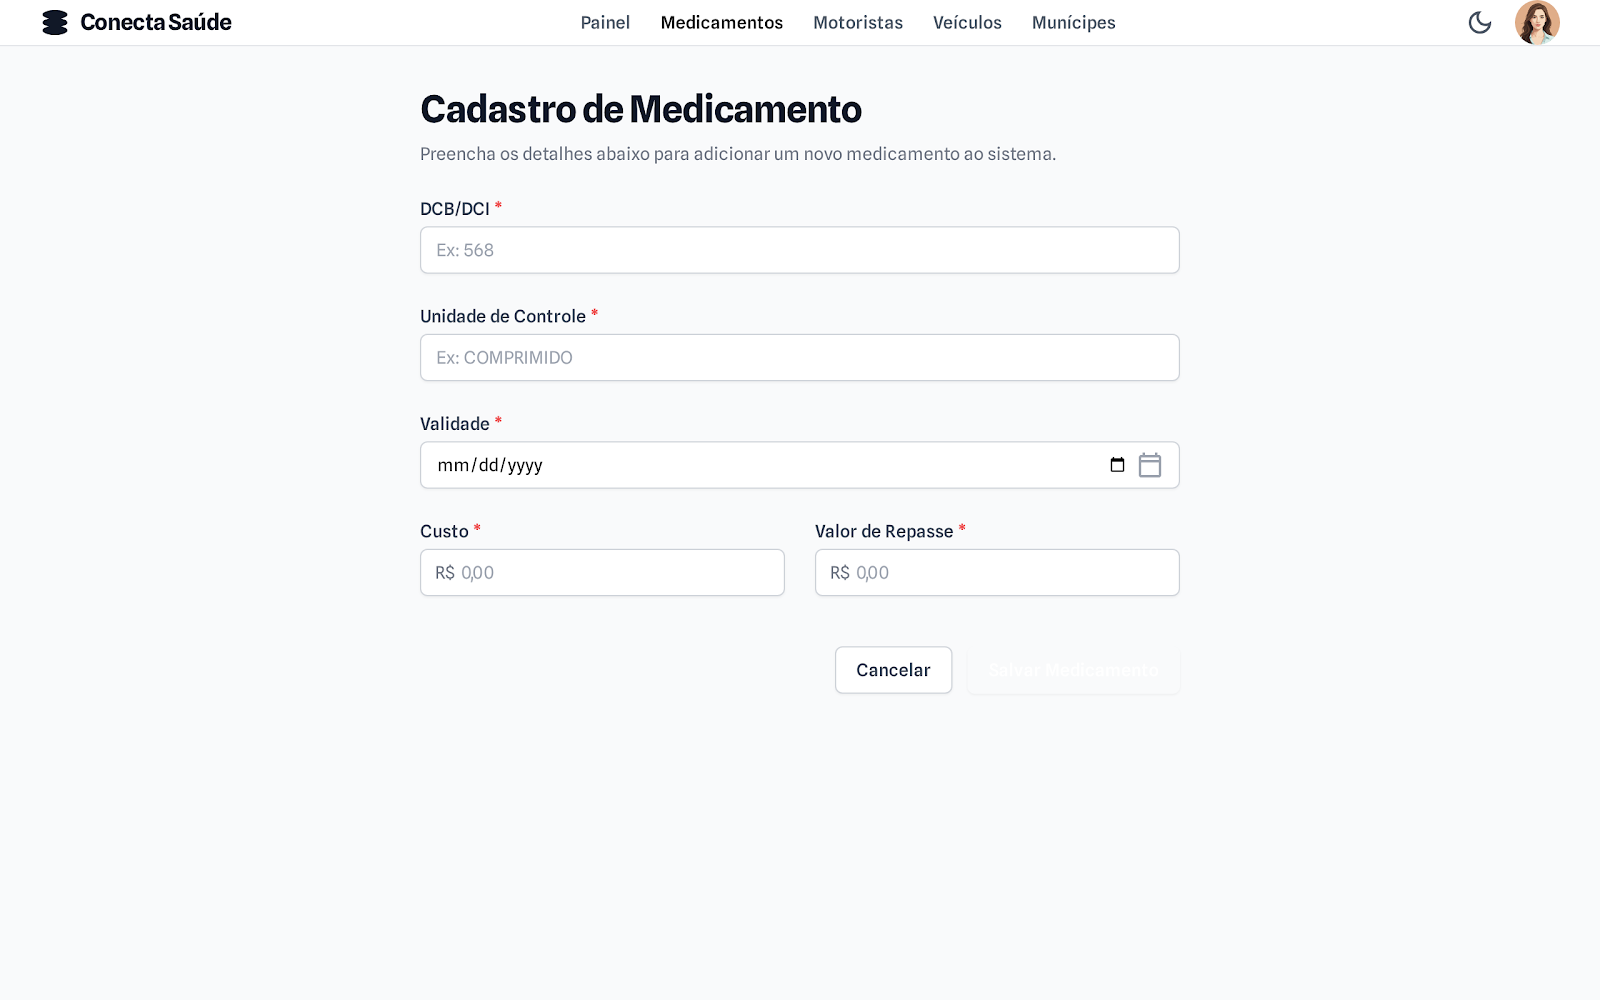 Conecta Saúde
Painel
Medicamentos
Motoristas
Veículos
Munícipes
Cadastro de Medicamento
Preencha os detalhes abaixo para adicionar um novo medicamento ao sistema.
DCB/DCI *
Ex: 568
Unidade de Controle *
Ex: COMPRIMIDO
Validade *
mm/dd/yyyy
Custo *
R$ 0,00
Valor de Repasse *
R$ 0,00
Cancelar
Salvar Medicamento